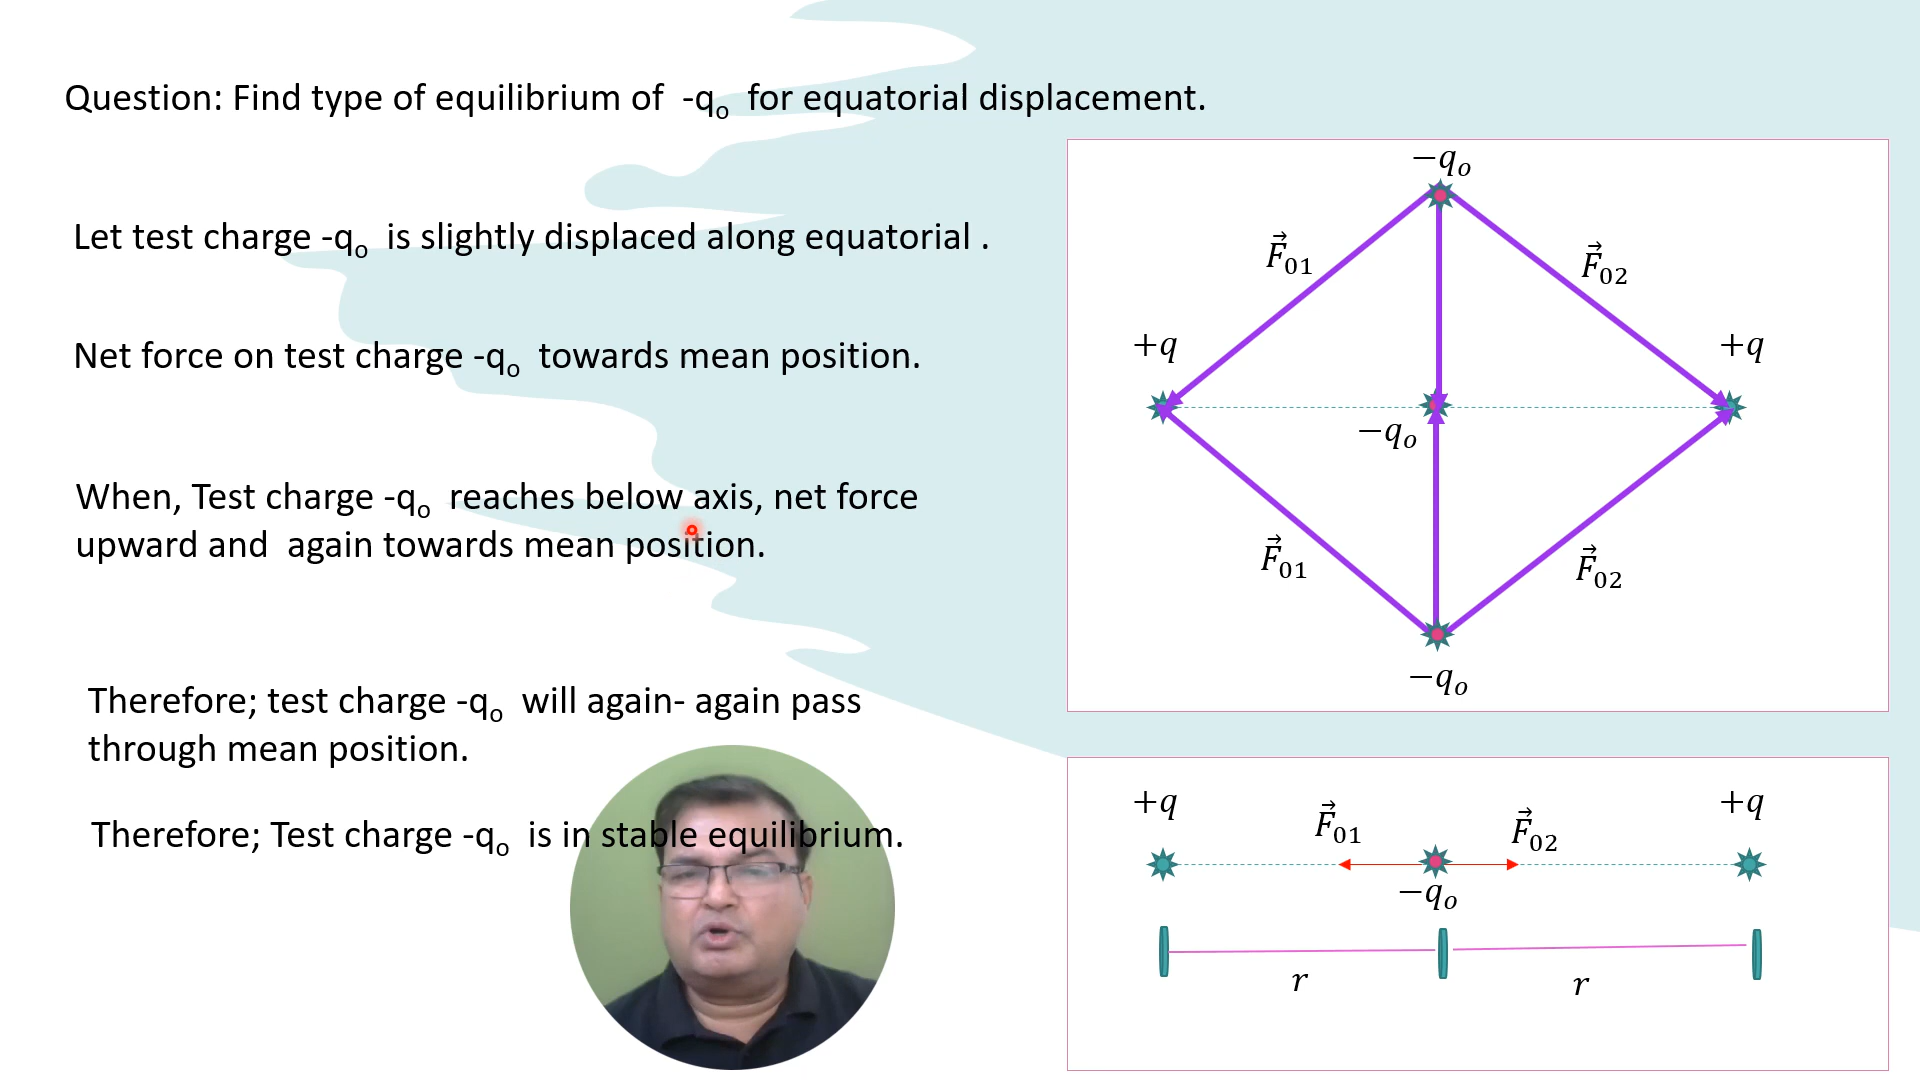 Question: Find type of equilibrium of -qₒ for equatorial displacement.
Let test charge -qₒ is slightly displaced along equatorial .
Net force on test charge -qₒ towards mean position.
When, Test charge -qₒ reaches below axis, net force
upward and again towards mean position.
Therefore; test charge -qₒ will again- again pass
through mean position.
Therefore; Test charge -qₒ is in stable equilibrium.
−qₒ
F⃗₀₁ F⃗₀₂
+q +q
−qₒ
F⃗₀₁ F⃗₀₂
−qₒ
+q F⃗₀₁ F⃗₀₂ +q
−qₒ
r r